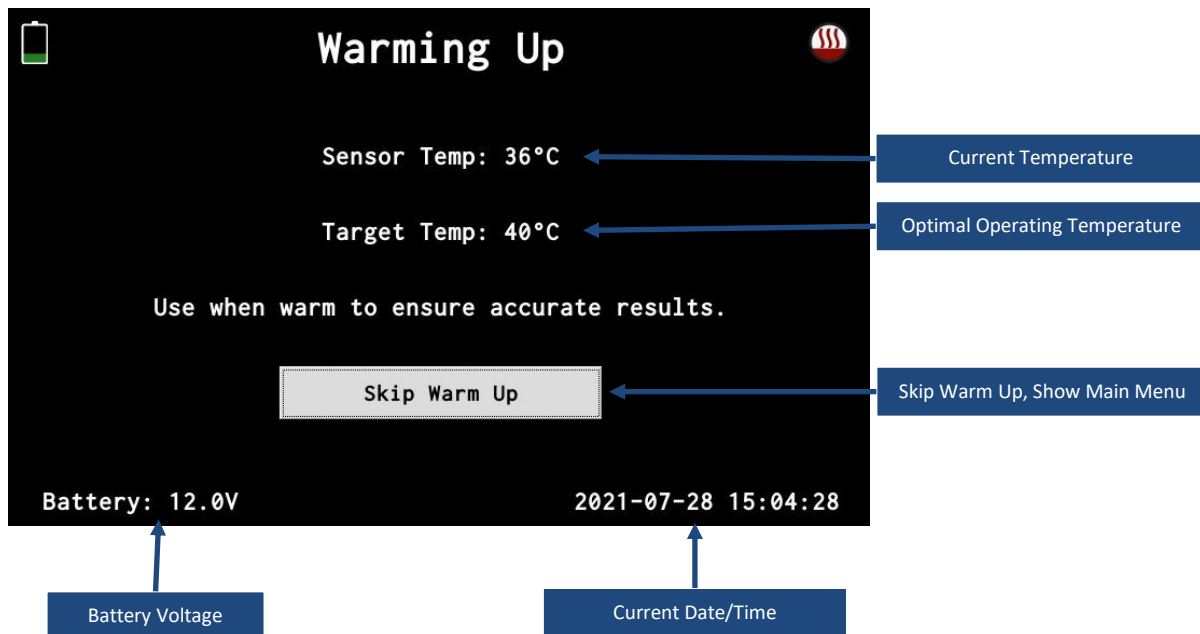 Warming Up
Sensor Temp: 36°C
Current Temperature
Target Temp: 40°C
Optimal Operating Temperature
Use when warm to ensure accurate results.
Skip Warm Up
Skip Warm Up, Show Main Menu
Battery: 12.0V
2021-07-28 15:04:28
Battery Voltage
Current Date/Time